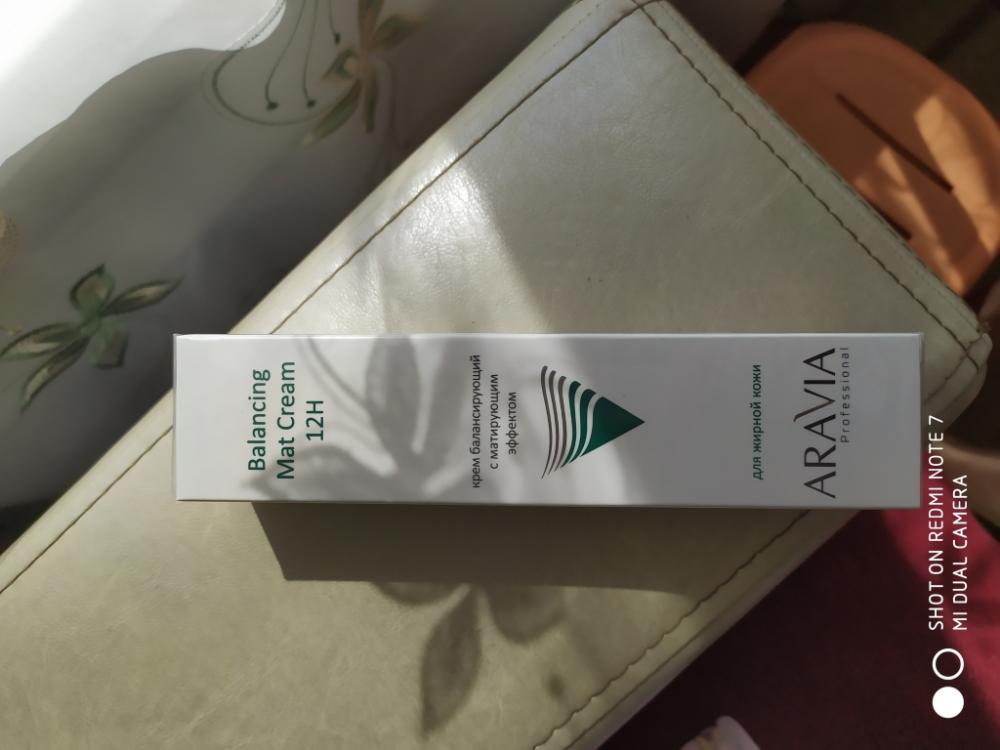 Balancing
Mat Cream
12H
крем балансирующий
с матирующим
эффектом
для жирной кожи
ARAVIA
Professional
SHOT ON REDMI NOTE 7
MI DUAL CAMERA